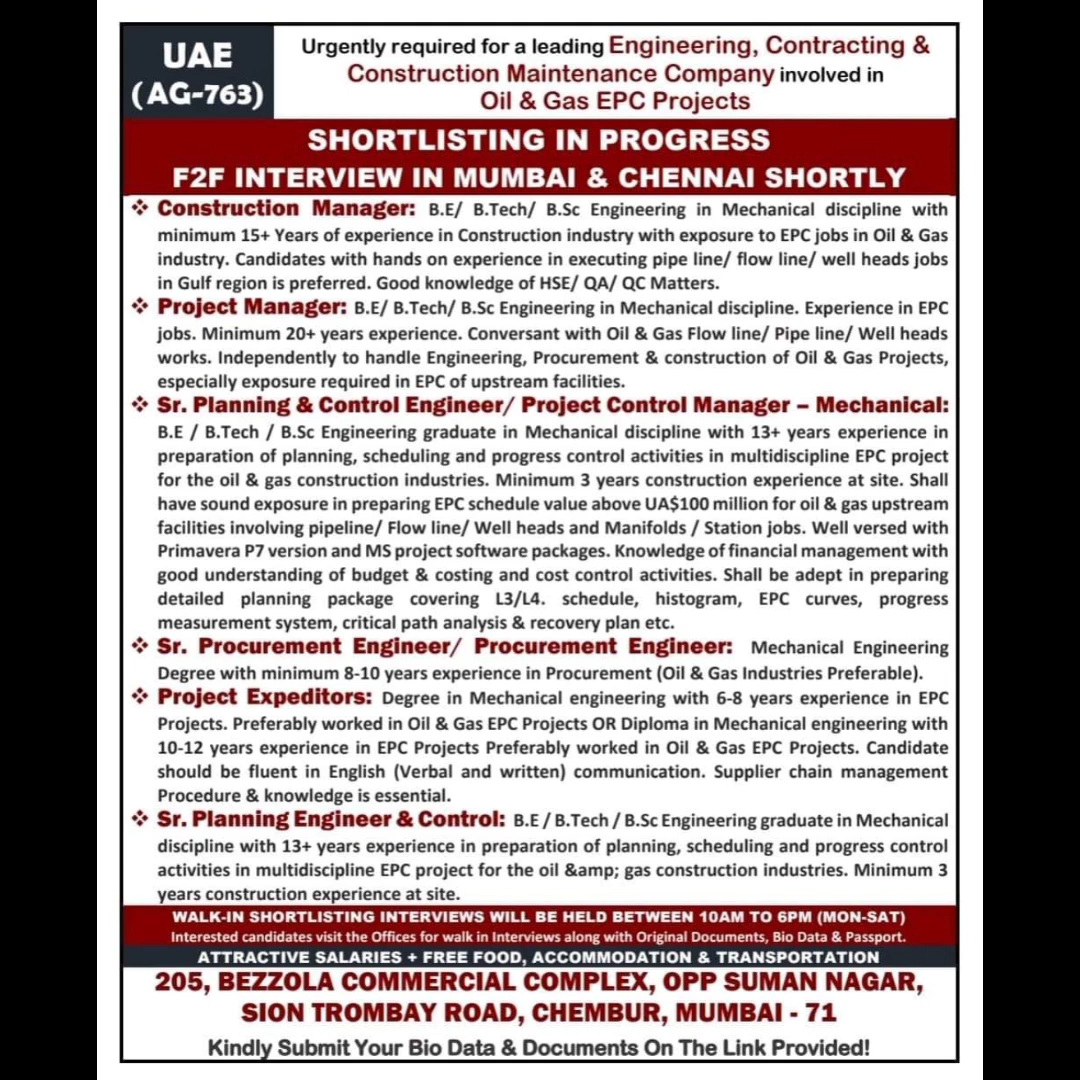 UAE
(AG-763)
Urgently required for a leading Engineering, Contracting &
Construction Maintenance Company involved in
Oil & Gas EPC Projects
SHORTLISTING IN PROGRESS
F2F INTERVIEW IN MUMBAI & CHENNAI SHORTLY
❖ Construction Manager: B.E/ B.Tech/ B.Sc Engineering in Mechanical discipline with
minimum 15+ Years of experience in Construction industry with exposure to EPC jobs in Oil & Gas
industry. Candidates with hands on experience in executing pipe line/ flow line/ well heads jobs
in Gulf region is preferred. Good knowledge of HSE/ QA/ QC Matters.
❖ Project Manager: B.E/ B.Tech/ B.Sc Engineering in Mechanical discipline. Experience in EPC
jobs. Minimum 20+ years experience. Conversant with Oil & Gas Flow line/ Pipe line/ Well heads
works. Independently to handle Engineering, Procurement & construction of Oil & Gas Projects,
especially exposure required in EPC of upstream facilities.
❖ Sr. Planning & Control Engineer/ Project Control Manager – Mechanical:
B.E / B.Tech / B.Sc Engineering graduate in Mechanical discipline with 13+ years experience in
preparation of planning, scheduling and progress control activities in multidiscipline EPC project
for the oil & gas construction industries. Minimum 3 years construction experience at site. Shall
have sound exposure in preparing EPC schedule value above UA$100 million for oil & gas upstream
facilities involving pipeline/ Flow line/ Well heads and Manifolds / Station jobs. Well versed with
Primavera P7 version and MS project software packages. Knowledge of financial management with
good understanding of budget & costing and cost control activities. Shall be adept in preparing
detailed planning package covering L3/L4. schedule, histogram, EPC curves, progress
measurement system, critical path analysis & recovery plan etc.
❖ Sr. Procurement Engineer/ Procurement Engineer: Mechanical Engineering
Degree with minimum 8-10 years experience in Procurement (Oil & Gas Industries Preferable).
❖ Project Expeditors: Degree in Mechanical engineering with 6-8 years experience in EPC
Projects. Preferably worked in Oil & Gas EPC Projects OR Diploma in Mechanical engineering with
10-12 years experience in EPC Projects Preferably worked in Oil & Gas EPC Projects. Candidate
should be fluent in English (Verbal and written) communication. Supplier chain management
Procedure & knowledge is essential.
❖ Sr. Planning Engineer & Control: B.E / B.Tech / B.Sc Engineering graduate in Mechanical
discipline with 13+ years experience in preparation of planning, scheduling and progress control
activities in multidiscipline EPC project for the oil &amp; gas construction industries. Minimum 3
years construction experience at site.
WALK-IN SHORTLISTING INTERVIEWS WILL BE HELD BETWEEN 10AM TO 6PM (MON-SAT)
Interested candidates visit the Offices for walk in Interviews along with Original Documents, Bio Data & Passport.
ATTRACTIVE SALARIES + FREE FOOD, ACCOMMODATION & TRANSPORTATION
205, BEZZOLA COMMERCIAL COMPLEX, OPP SUMAN NAGAR,
SION TROMBAY ROAD, CHEMBUR, MUMBAI - 71
Kindly Submit Your Bio Data & Documents On The Link Provided!